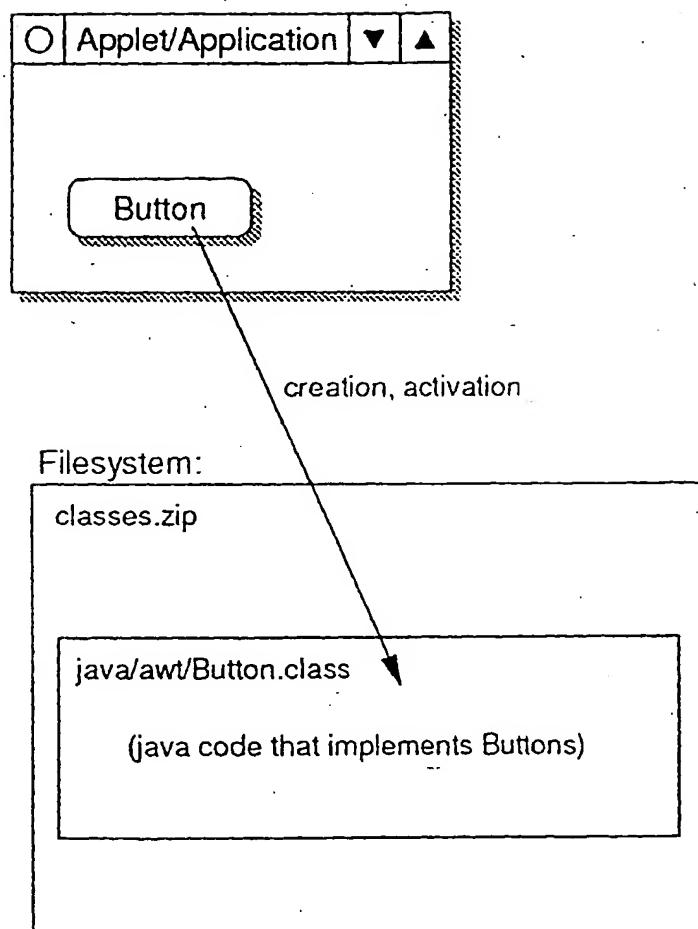 Applet/Application
Button
creation, activation
Filesystem:
classes.zip
java/awt/Button.class
(java code that implements Buttons)